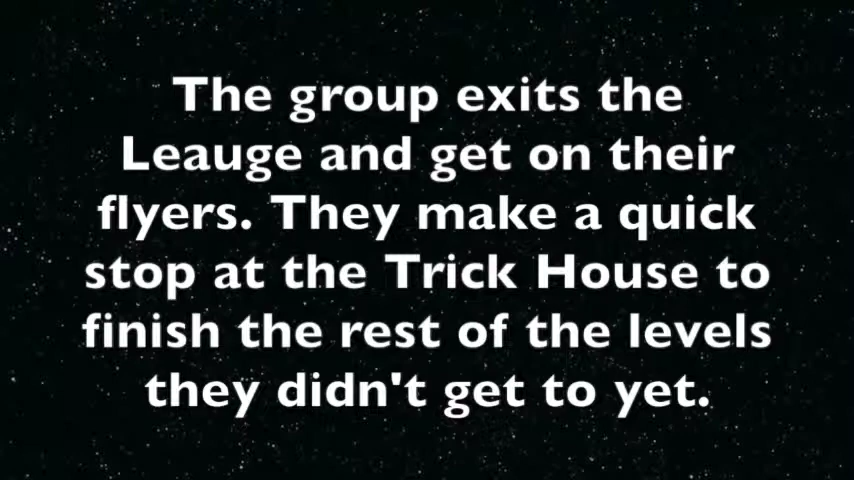 The group exits the
Leauge and get on their
flyers. They make a quick
stop at the Trick House to
finish the rest of the levels
they didn't get to yet.